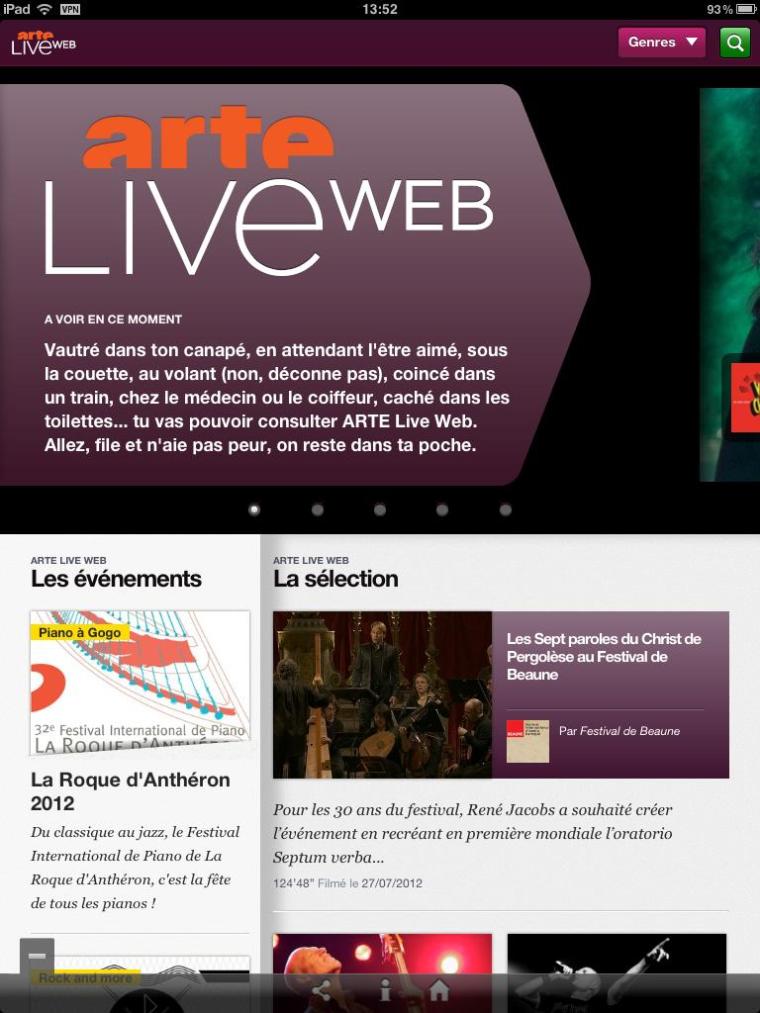 iPad VPN 13:52 93%
arte
LIVE WEB
Genres
arte
LIVe WEB
A VOIR EN CE MOMENT
Vautré dans ton canapé, en attendant l'être aimé, sous
la couette, au volant (non, déconne pas), coincé dans
un train, chez le médecin ou le coiffeur, caché dans les
toilettes... tu vas pouvoir consulter ARTE Live Web.
Allez, file et n'aie pas peur, on reste dans ta poche.
ARTE LIVE WEB
Les événements
Piano à Gogo
32e Festival International de Piano
LA ROQUE D'ANTHÉRON
La Roque d'Anthéron
2012
Du classique au jazz, le Festival
International de Piano de La
Roque d'Anthéron, c'est la fête
de tous les pianos !
Rock and more
ARTE LIVE WEB
La sélection
Les Sept paroles du Christ de
Pergolèse au Festival de
Beaune
BEAUNE
Par Festival de Beaune
Pour les 30 ans du festival, René Jacobs a souhaité créer
l'événement en recréant en première mondiale l'oratorio
Septum verba...
124'48" Filmé le 27/07/2012